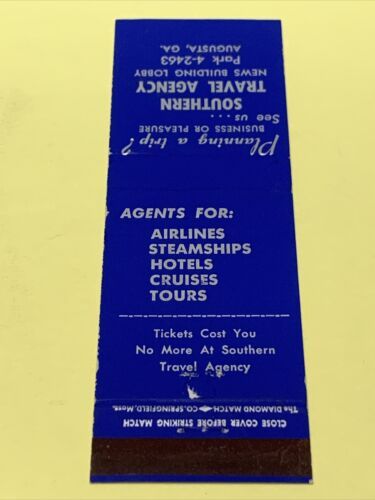 Planning a trip?
BUSINESS OR PLEASURE
See us...
SOUTHERN
TRAVEL AGENCY
NEWS BUILDING LOBBY
Park 4-2463
AUGUSTA, GA.
AGENTS FOR:
AIRLINES
STEAMSHIPS
HOTELS
CRUISES
TOURS
Tickets Cost You
No More At Southern
Travel Agency
CLOSE COVER BEFORE STRIKING MATCH
The DIAMOND MATCH CO. SPRINGFIELD, MASS.